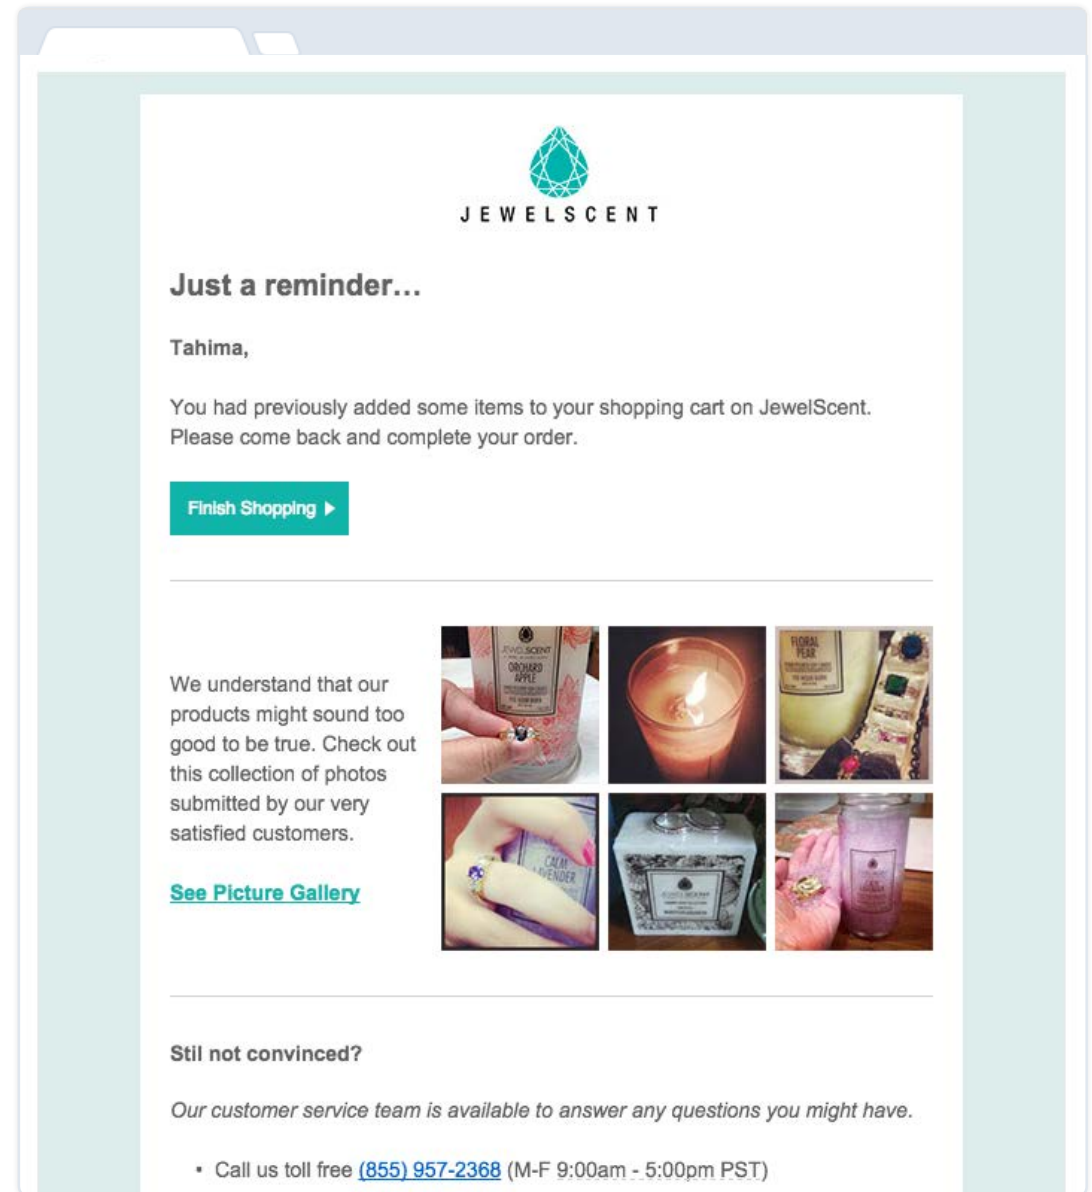 JEWELSCENT
Just a reminder...
Tahima,
You had previously added some items to your shopping cart on JewelScent.
Please come back and complete your order.
Finish Shopping
We understand that our
products might sound too
good to be true. Check out
this collection of photos
submitted by our very
satisfied customers.
See Picture Gallery
JEWELSCENT
ORCHARD
APPLE
FLORAL
PEAR
CALM
LAVENDER
Stil not convinced?
Our customer service team is available to answer any questions you might have.
• Call us toll free (855) 957-2368 (M-F 9:00am - 5:00pm PST)